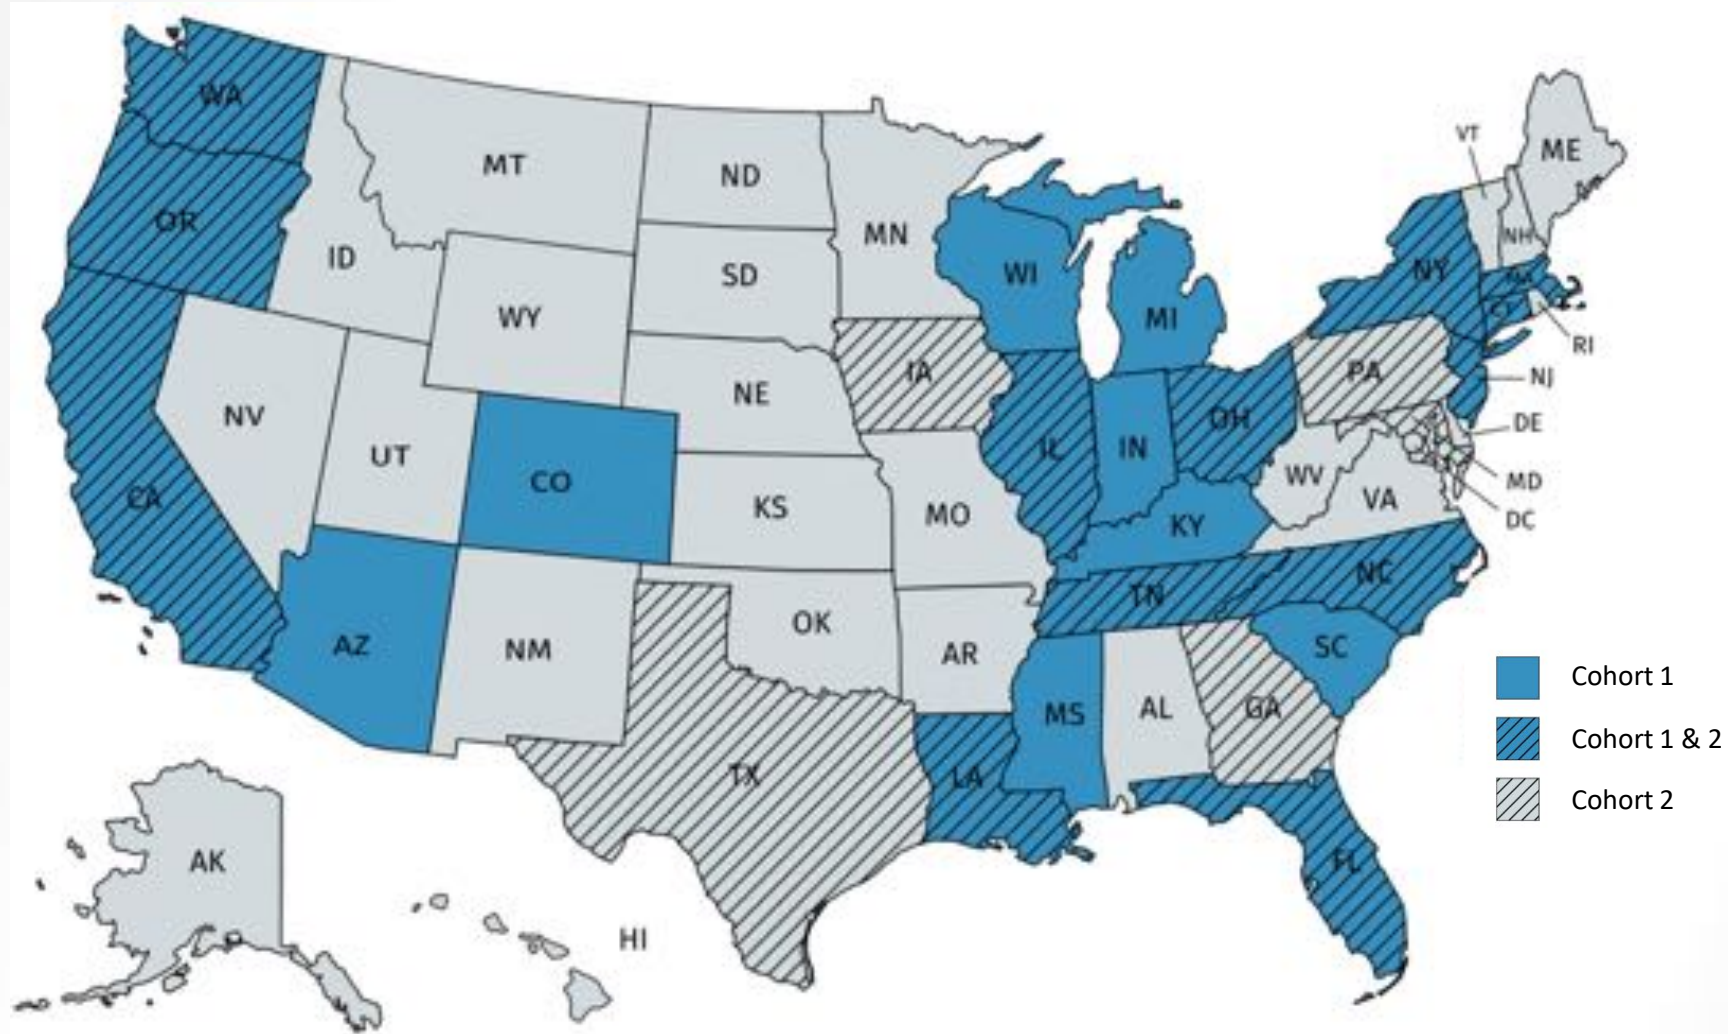 WA
MT
ND
MN
VT
ME
OR
ID
SD
WI
NH
NY
MA
WY
MI
CT
RI
IA
PA
NJ
NE
NV
UT
CO
IL
IN
OH
DE
WV
MD
VA
DC
CA
KS
MO
KY
NC
TN
AZ
NM
OK
AR
SC
MS
AL
GA
TX
LA
FL
AK
HI
Cohort 1
Cohort 1 & 2
Cohort 2